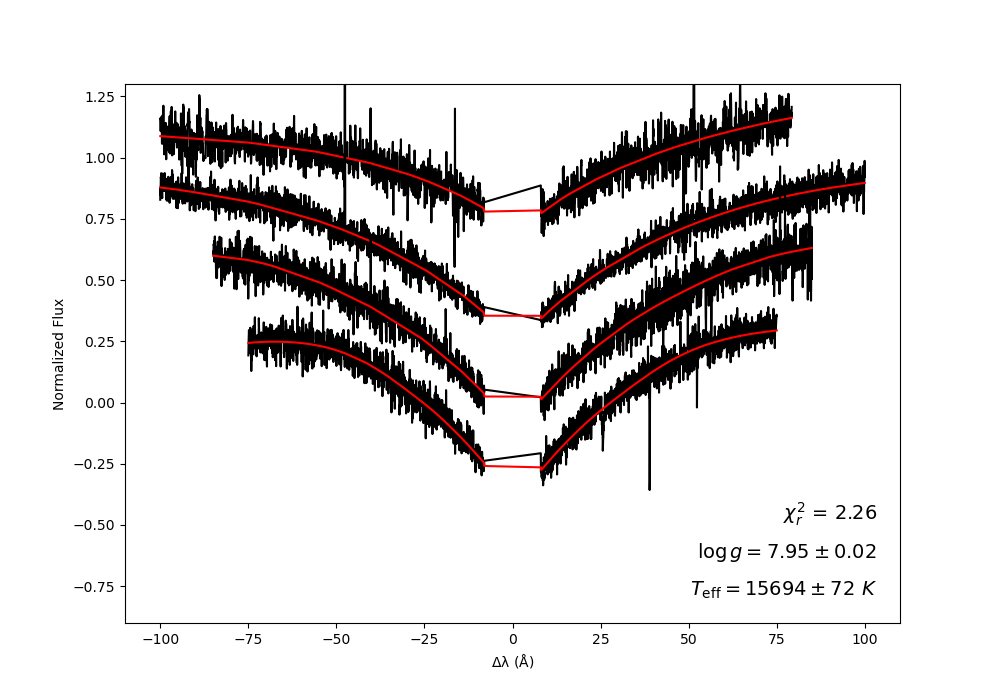 1.25
1.00
0.75
0.50
0.25
0.00
−0.25
−0.50
−0.75
Normalized Flux
χ²ᵣ = 2.26
log g = 7.95 ± 0.02
T_eff = 15694 ± 72 K
−100 −75 −50 −25 0 25 50 75 100
Δλ (Å)